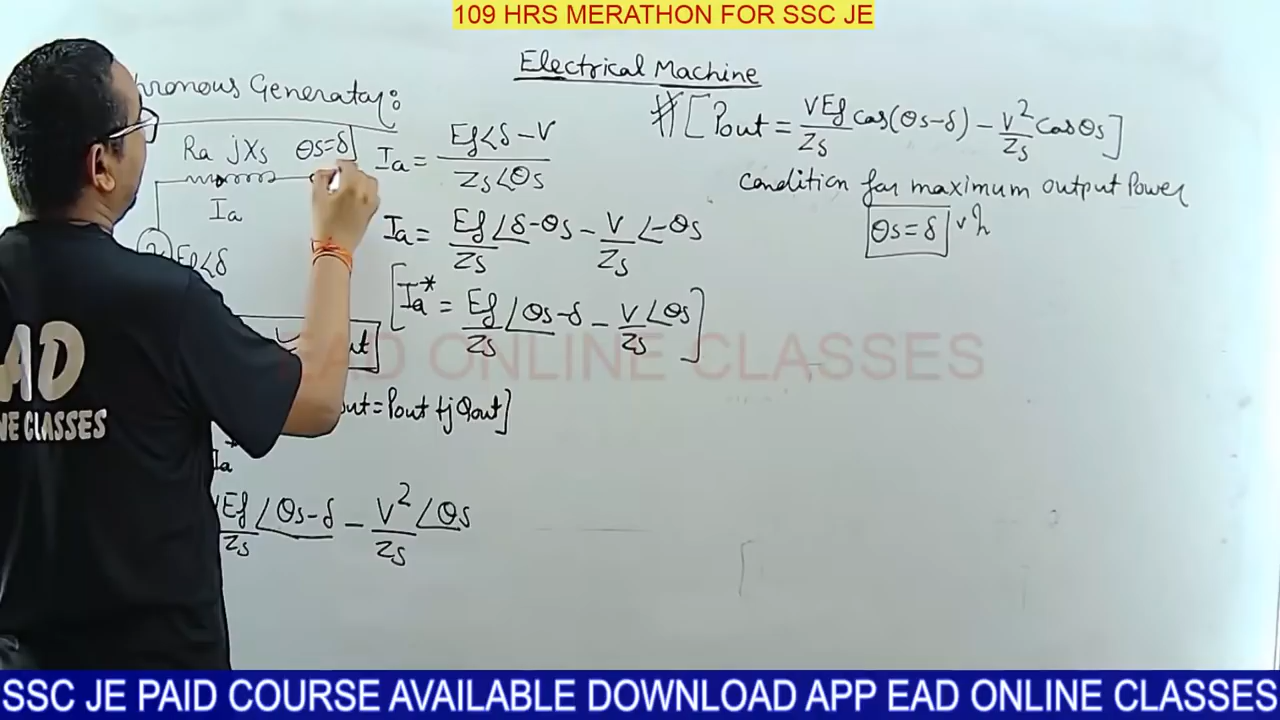 109 HRS MERATHON FOR SSC JE
Electrical Machine
hronous Generator:
Ra jXs θs=δ
Ia
Ef∠δ
Ia = Ef∠δ - V / Zs∠θs
Ia = Ef/Zs ∠δ-θs - V/Zs ∠-θs
[Ia* = Ef/Zs ∠θs-δ - V/Zs ∠θs]
out = Pout + jQout]
Ia*
VEf/Zs ∠θs-δ - V²/Zs ∠θs
# [Pout = VEf/Zs cos(θs-δ) - V²/Zs cosθs]
Condition for maximum output Power
θs = δ
EAD ONLINE CLASSES
AD
NE CLASSES
SSC JE PAID COURSE AVAILABLE DOWNLOAD APP EAD ONLINE CLASSES